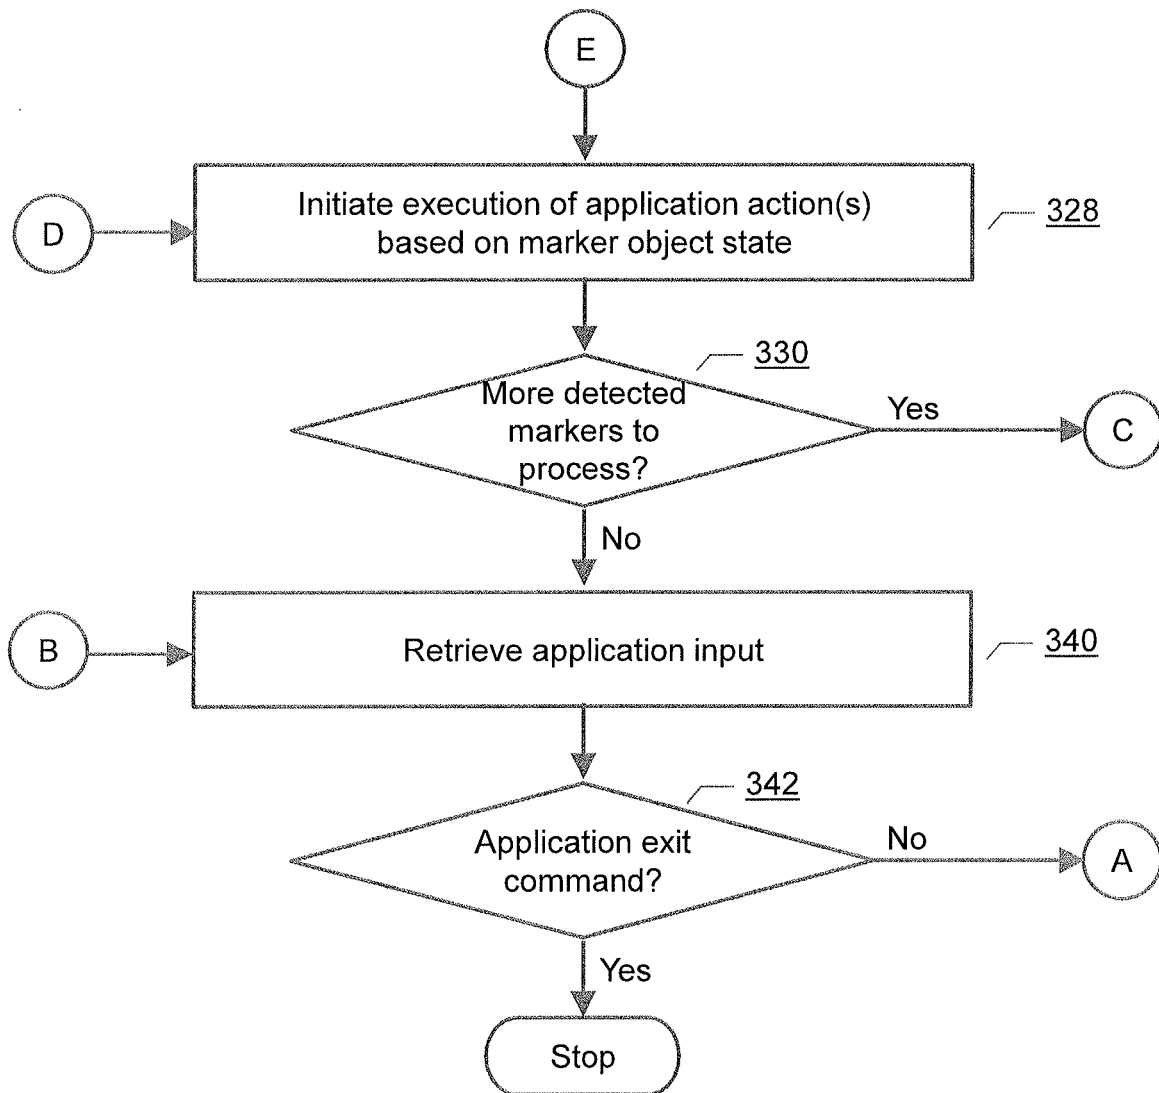 E
Initiate execution of application action(s)
based on marker object state
328
D
330
More detected
markers to
process?
Yes
C
No
B
Retrieve application input
340
342
Application exit
command?
No
A
Yes
Stop